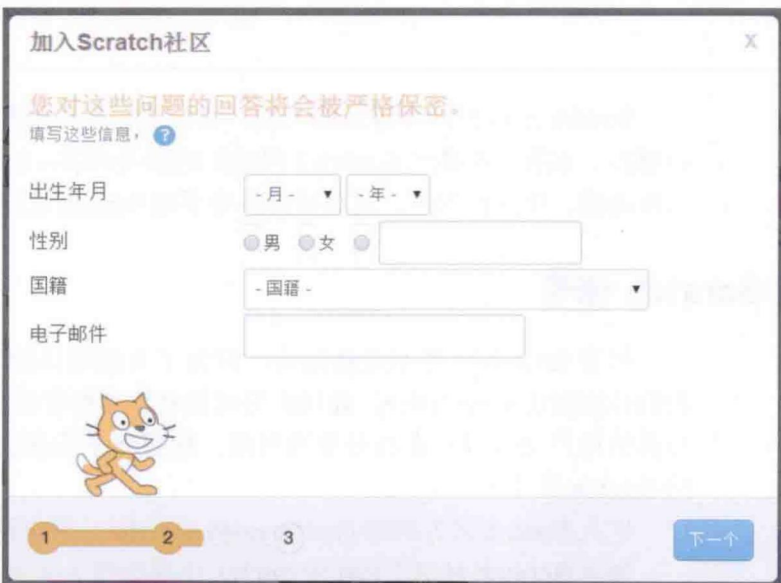 加入Scratch社区 X
您对这些问题的回答将会被严格保密。
填写这些信息， ?
出生年月 - 月 - - 年 -
性别 男 女
国籍 - 国籍 -
电子邮件
1 2 3 下一个